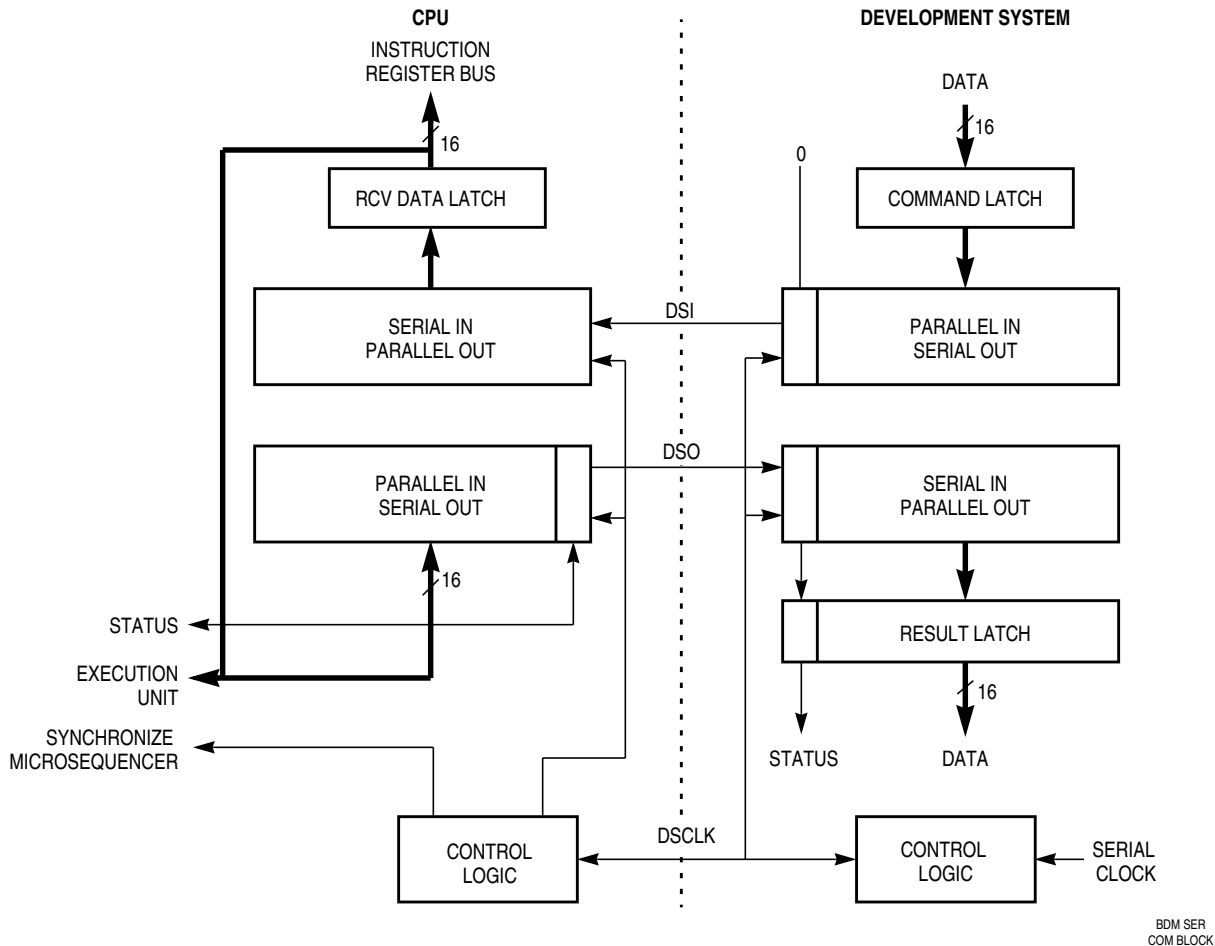 CPU
DEVELOPMENT SYSTEM
INSTRUCTION
REGISTER BUS
DATA
16
16
0
RCV DATA LATCH
COMMAND LATCH
DSI
SERIAL IN
PARALLEL OUT
PARALLEL IN
SERIAL OUT
DSO
PARALLEL IN
SERIAL OUT
SERIAL IN
PARALLEL OUT
16
STATUS
RESULT LATCH
EXECUTION
UNIT
16
SYNCHRONIZE
MICROSEQUENCER
STATUS
DATA
DSCLK
CONTROL
LOGIC
CONTROL
LOGIC
SERIAL
CLOCK
BDM SER
COM BLOCK